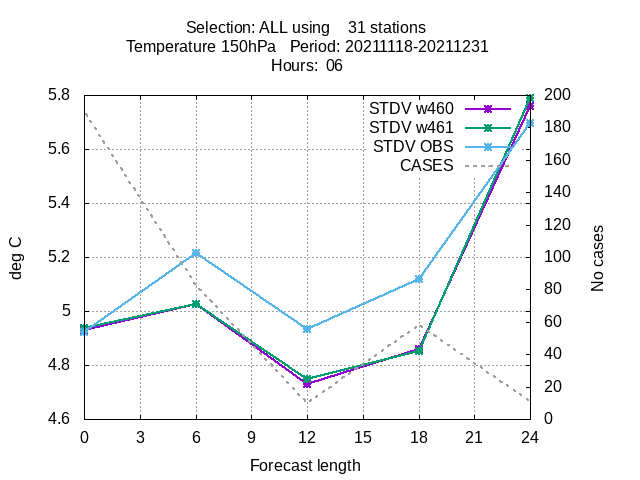 Selection: ALL using 31 stations
Temperature 150hPa Period: 20211118-20211231
Hours: 06
STDV w460
STDV w461
STDV OBS
CASES
deg C
5.8
5.6
5.4
5.2
5
4.8
4.6
200
180
160
140
120
100
80
60
40
20
0
No cases
0 3 6 9 12 15 18 21 24
Forecast length